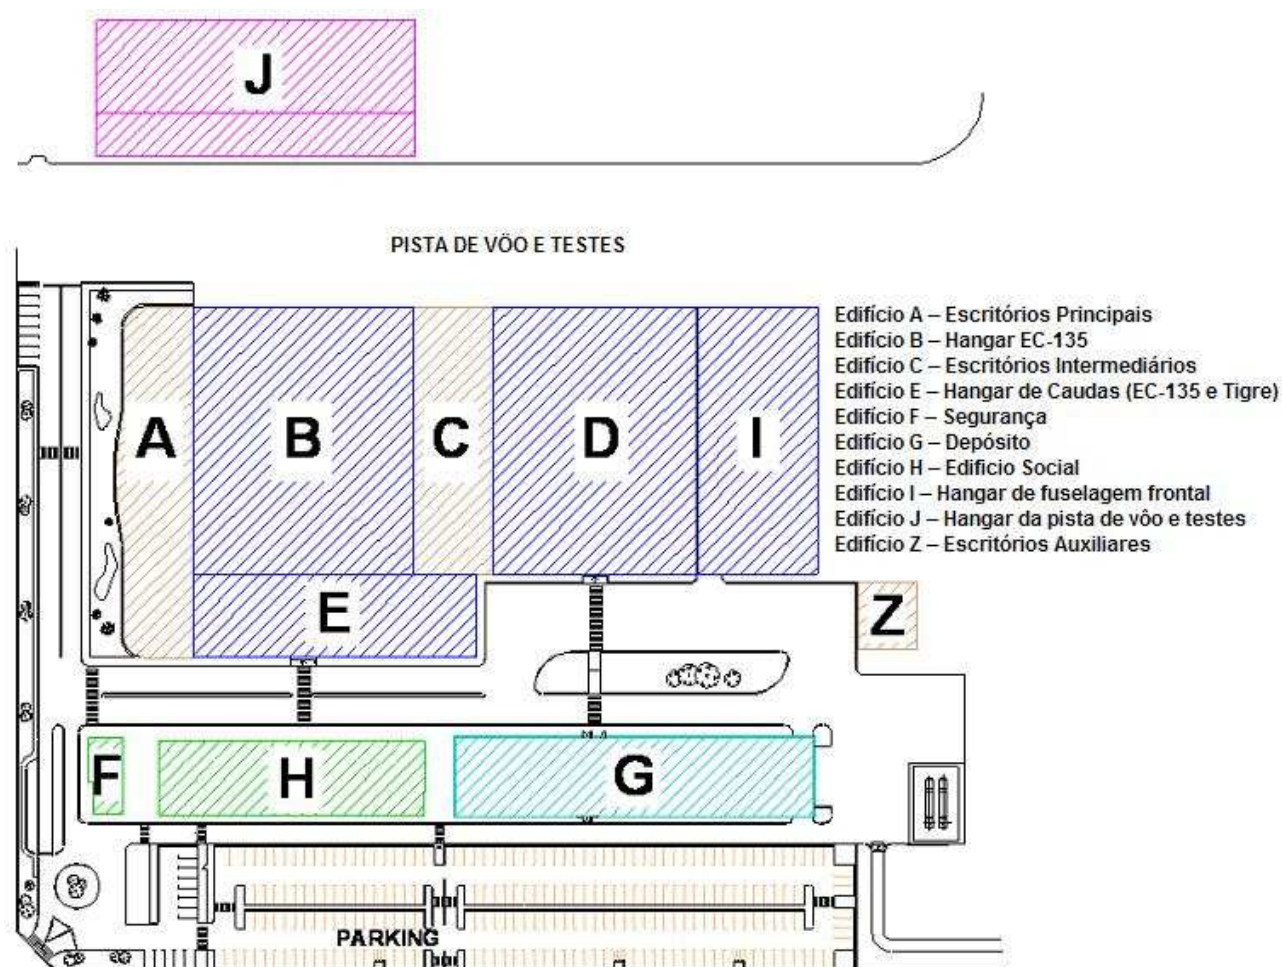 J
PISTA DE VÔO E TESTES
Edifício A – Escritórios Principais
Edifício B – Hangar EC-135
Edifício C – Escritórios Intermediários
Edifício E – Hangar de Caudas (EC-135 e Tigre)
Edifício F – Segurança
Edifício G – Depósito
Edifício H – Edificio Social
Edifício I – Hangar de fuselagem frontal
Edifício J – Hangar da pista de vôo e testes
Edifício Z – Escritórios Auxiliares
A B C D I
E Z
F H G
PARKING